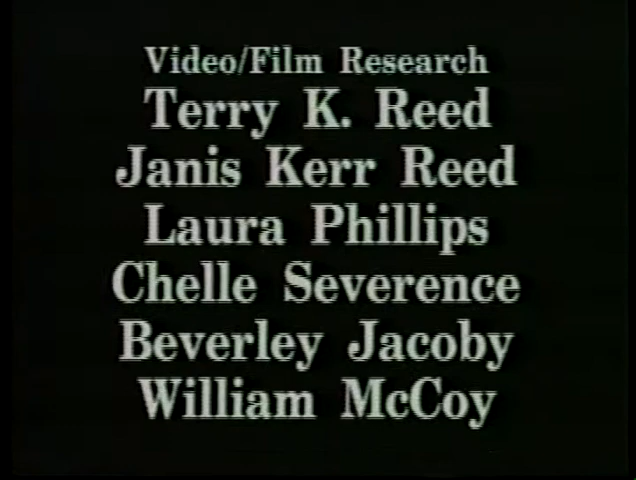 Video/Film Research
Terry K. Reed
Janis Kerr Reed
Laura Phillips
Chelle Severence
Beverley Jacoby
William McCoy